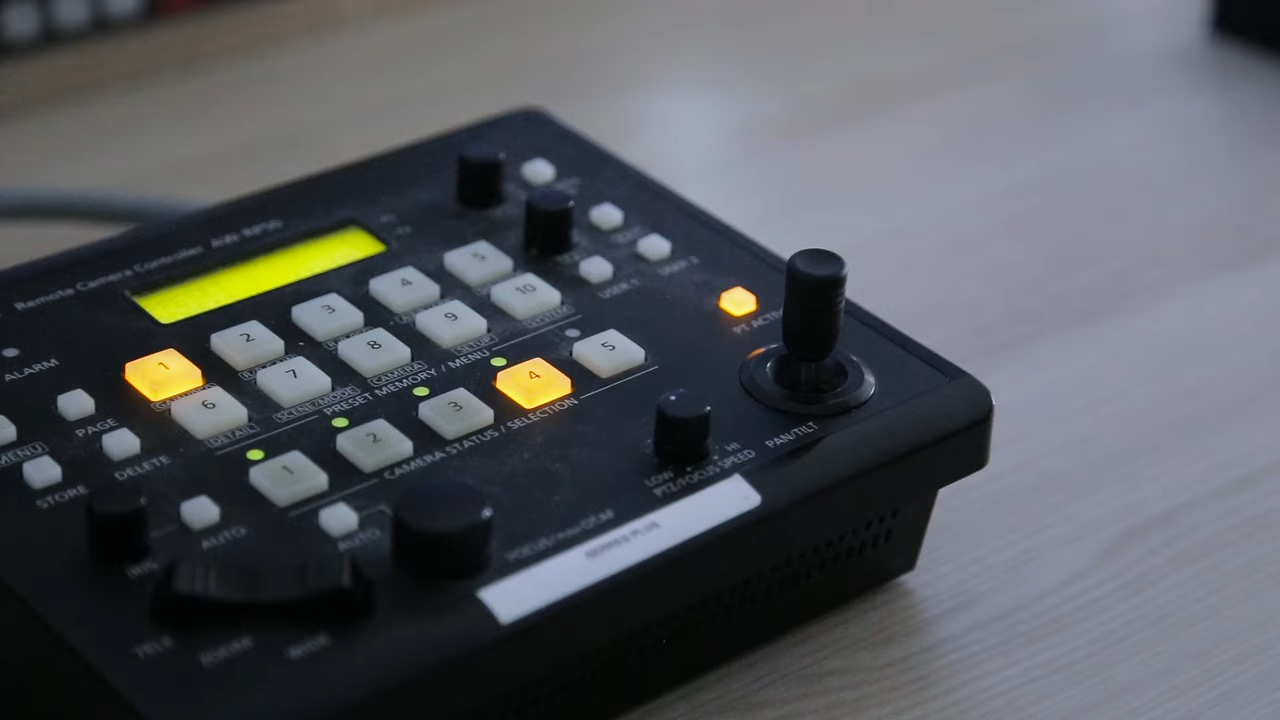 Remote Camera Controller AW-RP50
ALARM
1 2 3 4 5
6 7 8 9 10
DETAIL SCENE/MODE CAMERA SETUP SYSTEM
PRESET MEMORY / MENU
1 2 3 4 5
CAMERA STATUS / SELECTION
USER 1
USER 2
PT ACTIVE
MENU
PAGE
STORE
DELETE
AUTO
AUTO
IRIS
LOW HI
PTZ/FOCUS SPEED
PAN/TILT
TELE ZOOM WIDE